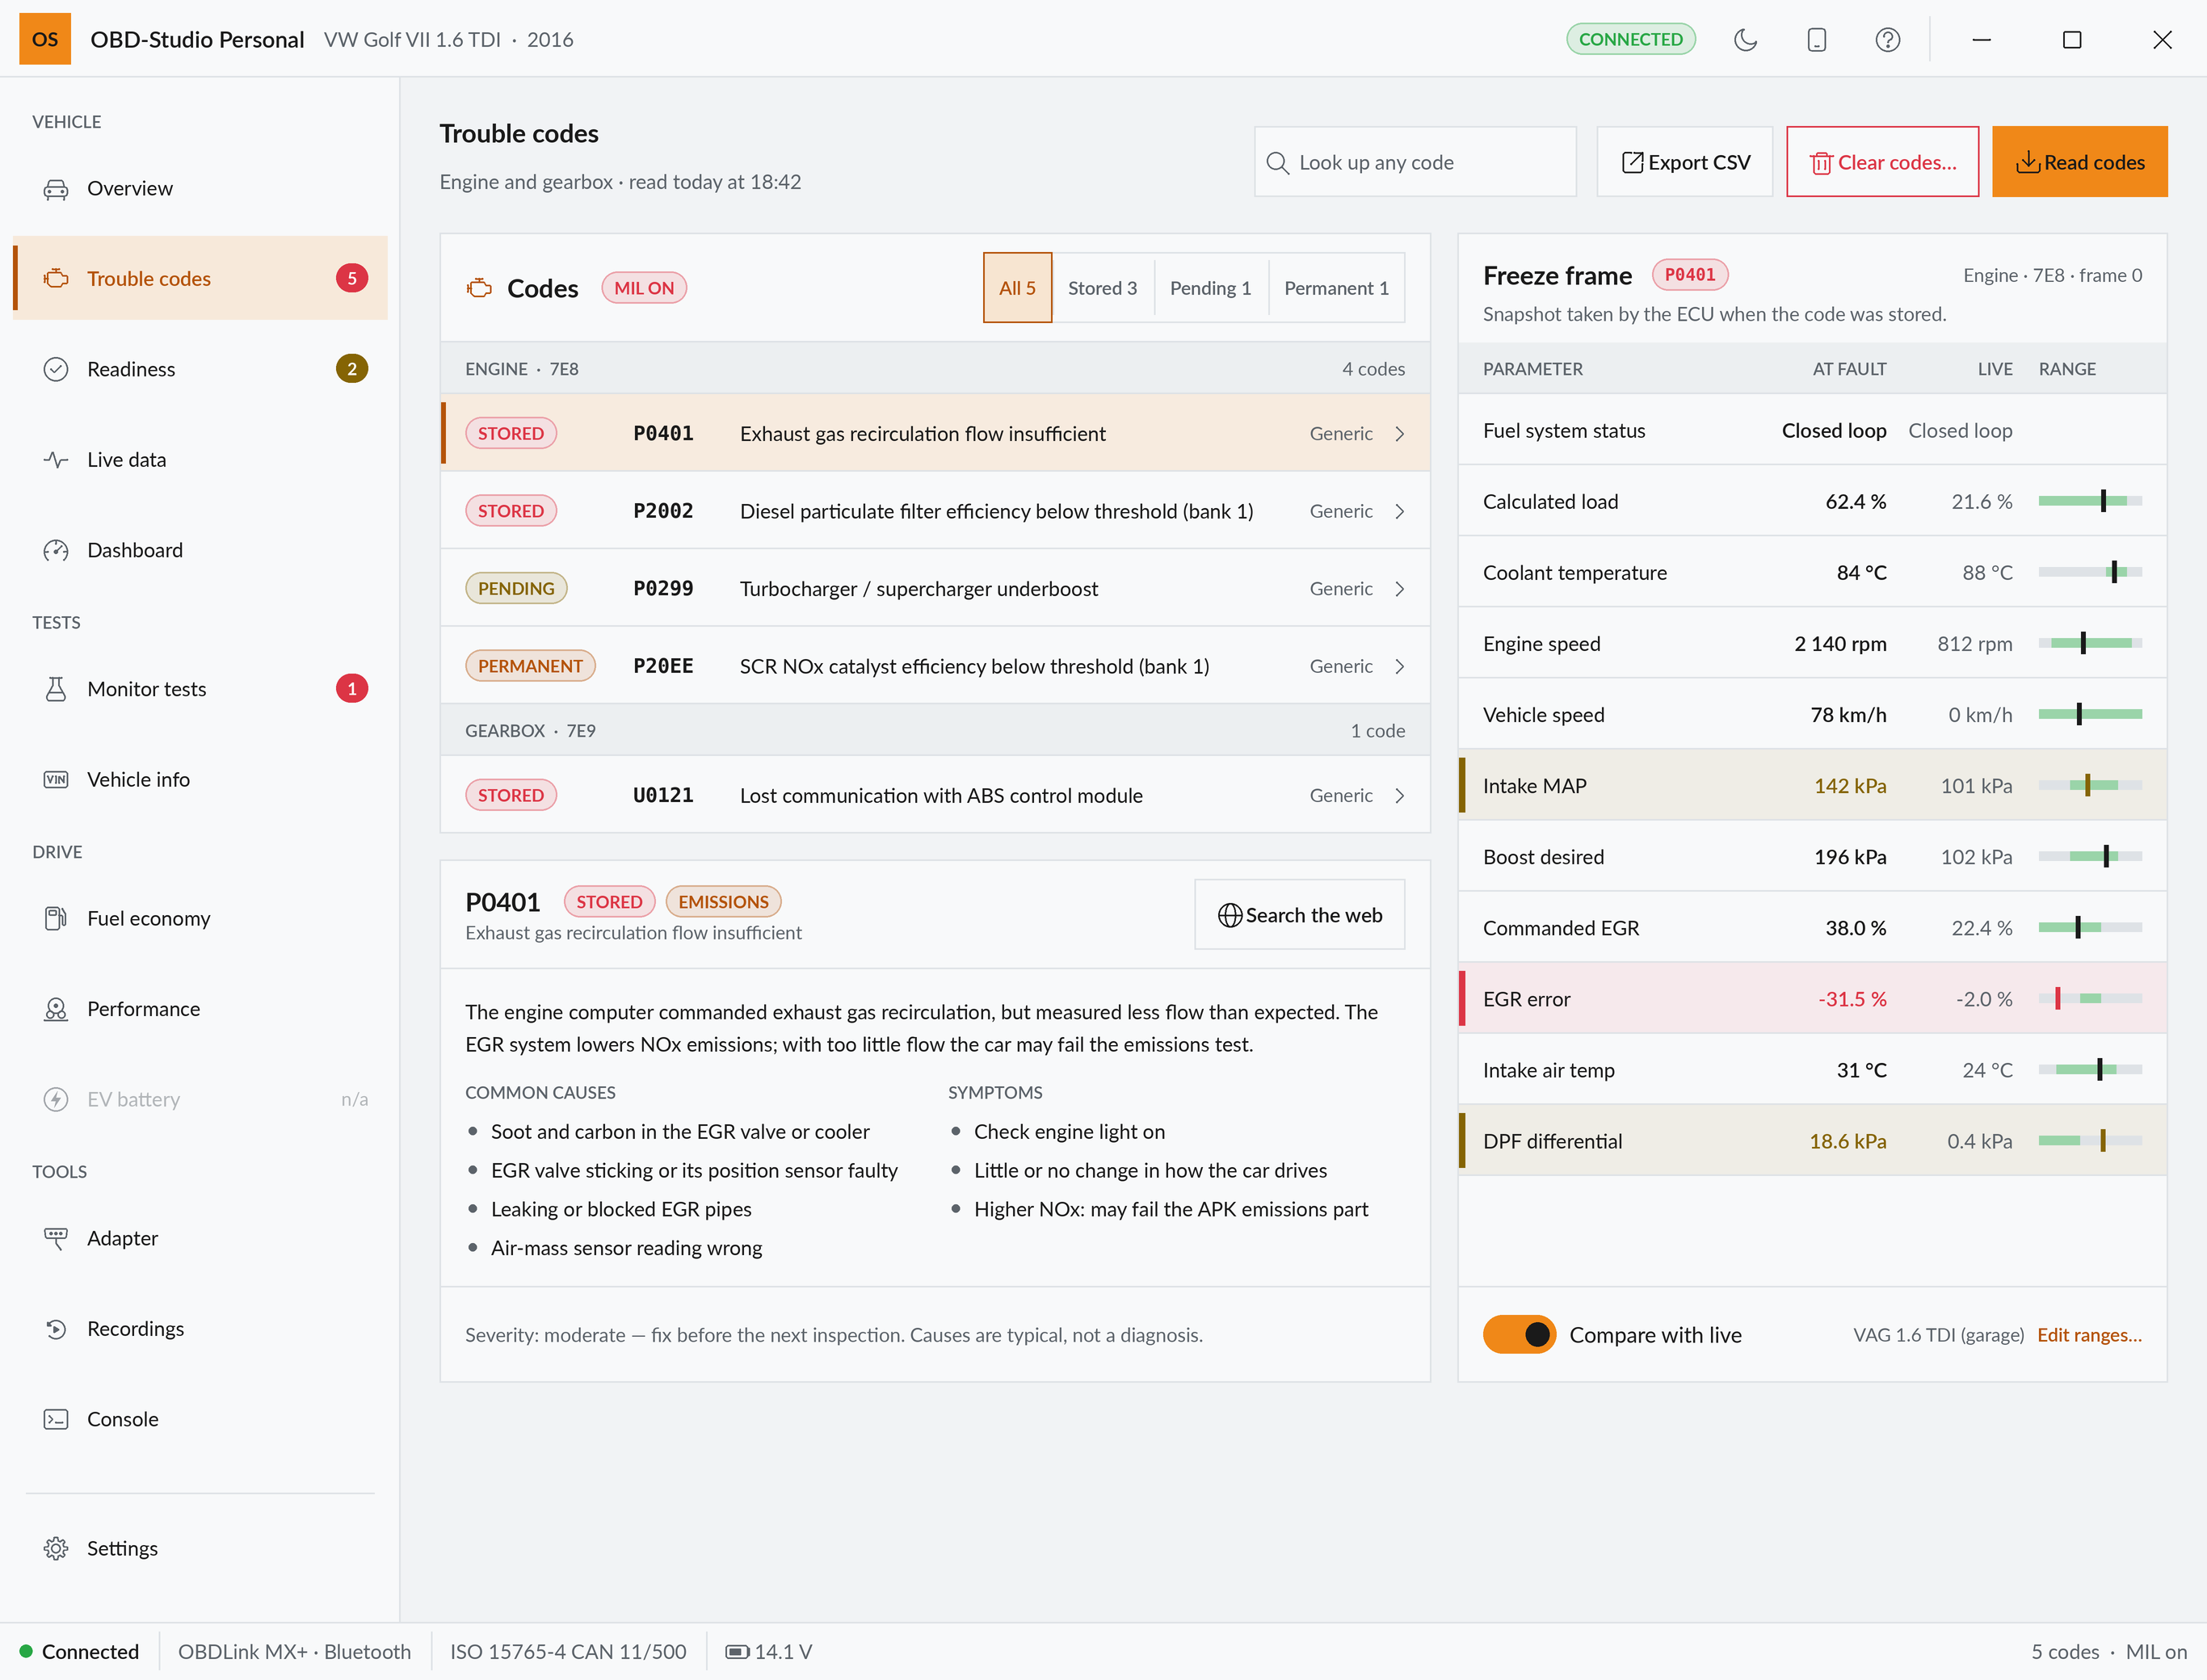 OS OBD-Studio Personal VW Golf VII 1.6 TDI · 2016 CONNECTED
VEHICLE
Overview
Trouble codes 5
Readiness 2
Live data
Dashboard
TESTS
Monitor tests 1
VIN Vehicle info
DRIVE
Fuel economy
Performance
EV battery n/a
TOOLS
Adapter
Recordings
Console
Settings
Trouble codes
Engine and gearbox · read today at 18:42
Look up any code Export CSV Clear codes... Read codes
Codes MIL ON All 5 Stored 3 Pending 1 Permanent 1
ENGINE · 7E8 4 codes
STORED P0401 Exhaust gas recirculation flow insufficient Generic
STORED P2002 Diesel particulate filter efficiency below threshold (bank 1) Generic
PENDING P0299 Turbocharger / supercharger underboost Generic
PERMANENT P20EE SCR NOx catalyst efficiency below threshold (bank 1) Generic
GEARBOX · 7E9 1 code
STORED U0121 Lost communication with ABS control module Generic
P0401 STORED EMISSIONS
Exhaust gas recirculation flow insufficient
Search the web
The engine computer commanded exhaust gas recirculation, but measured less flow than expected. The
EGR system lowers NOx emissions; with too little flow the car may fail the emissions test.
COMMON CAUSES
• Soot and carbon in the EGR valve or cooler
• EGR valve sticking or its position sensor faulty
• Leaking or blocked EGR pipes
• Air-mass sensor reading wrong
SYMPTOMS
• Check engine light on
• Little or no change in how the car drives
• Higher NOx: may fail the APK emissions part
Severity: moderate — fix before the next inspection. Causes are typical, not a diagnosis.
Freeze frame P0401 Engine · 7E8 · frame 0
Snapshot taken by the ECU when the code was stored.
PARAMETER AT FAULT LIVE RANGE
Fuel system status Closed loop Closed loop
Calculated load 62.4 % 21.6 %
Coolant temperature 84 °C 88 °C
Engine speed 2 140 rpm 812 rpm
Vehicle speed 78 km/h 0 km/h
Intake MAP 142 kPa 101 kPa
Boost desired 196 kPa 102 kPa
Commanded EGR 38.0 % 22.4 %
EGR error -31.5 % -2.0 %
Intake air temp 31 °C 24 °C
DPF differential 18.6 kPa 0.4 kPa
Compare with live VAG 1.6 TDI (garage) Edit ranges...
Connected OBDLink MX+ · Bluetooth ISO 15765-4 CAN 11/500 14.1 V 5 codes · MIL on